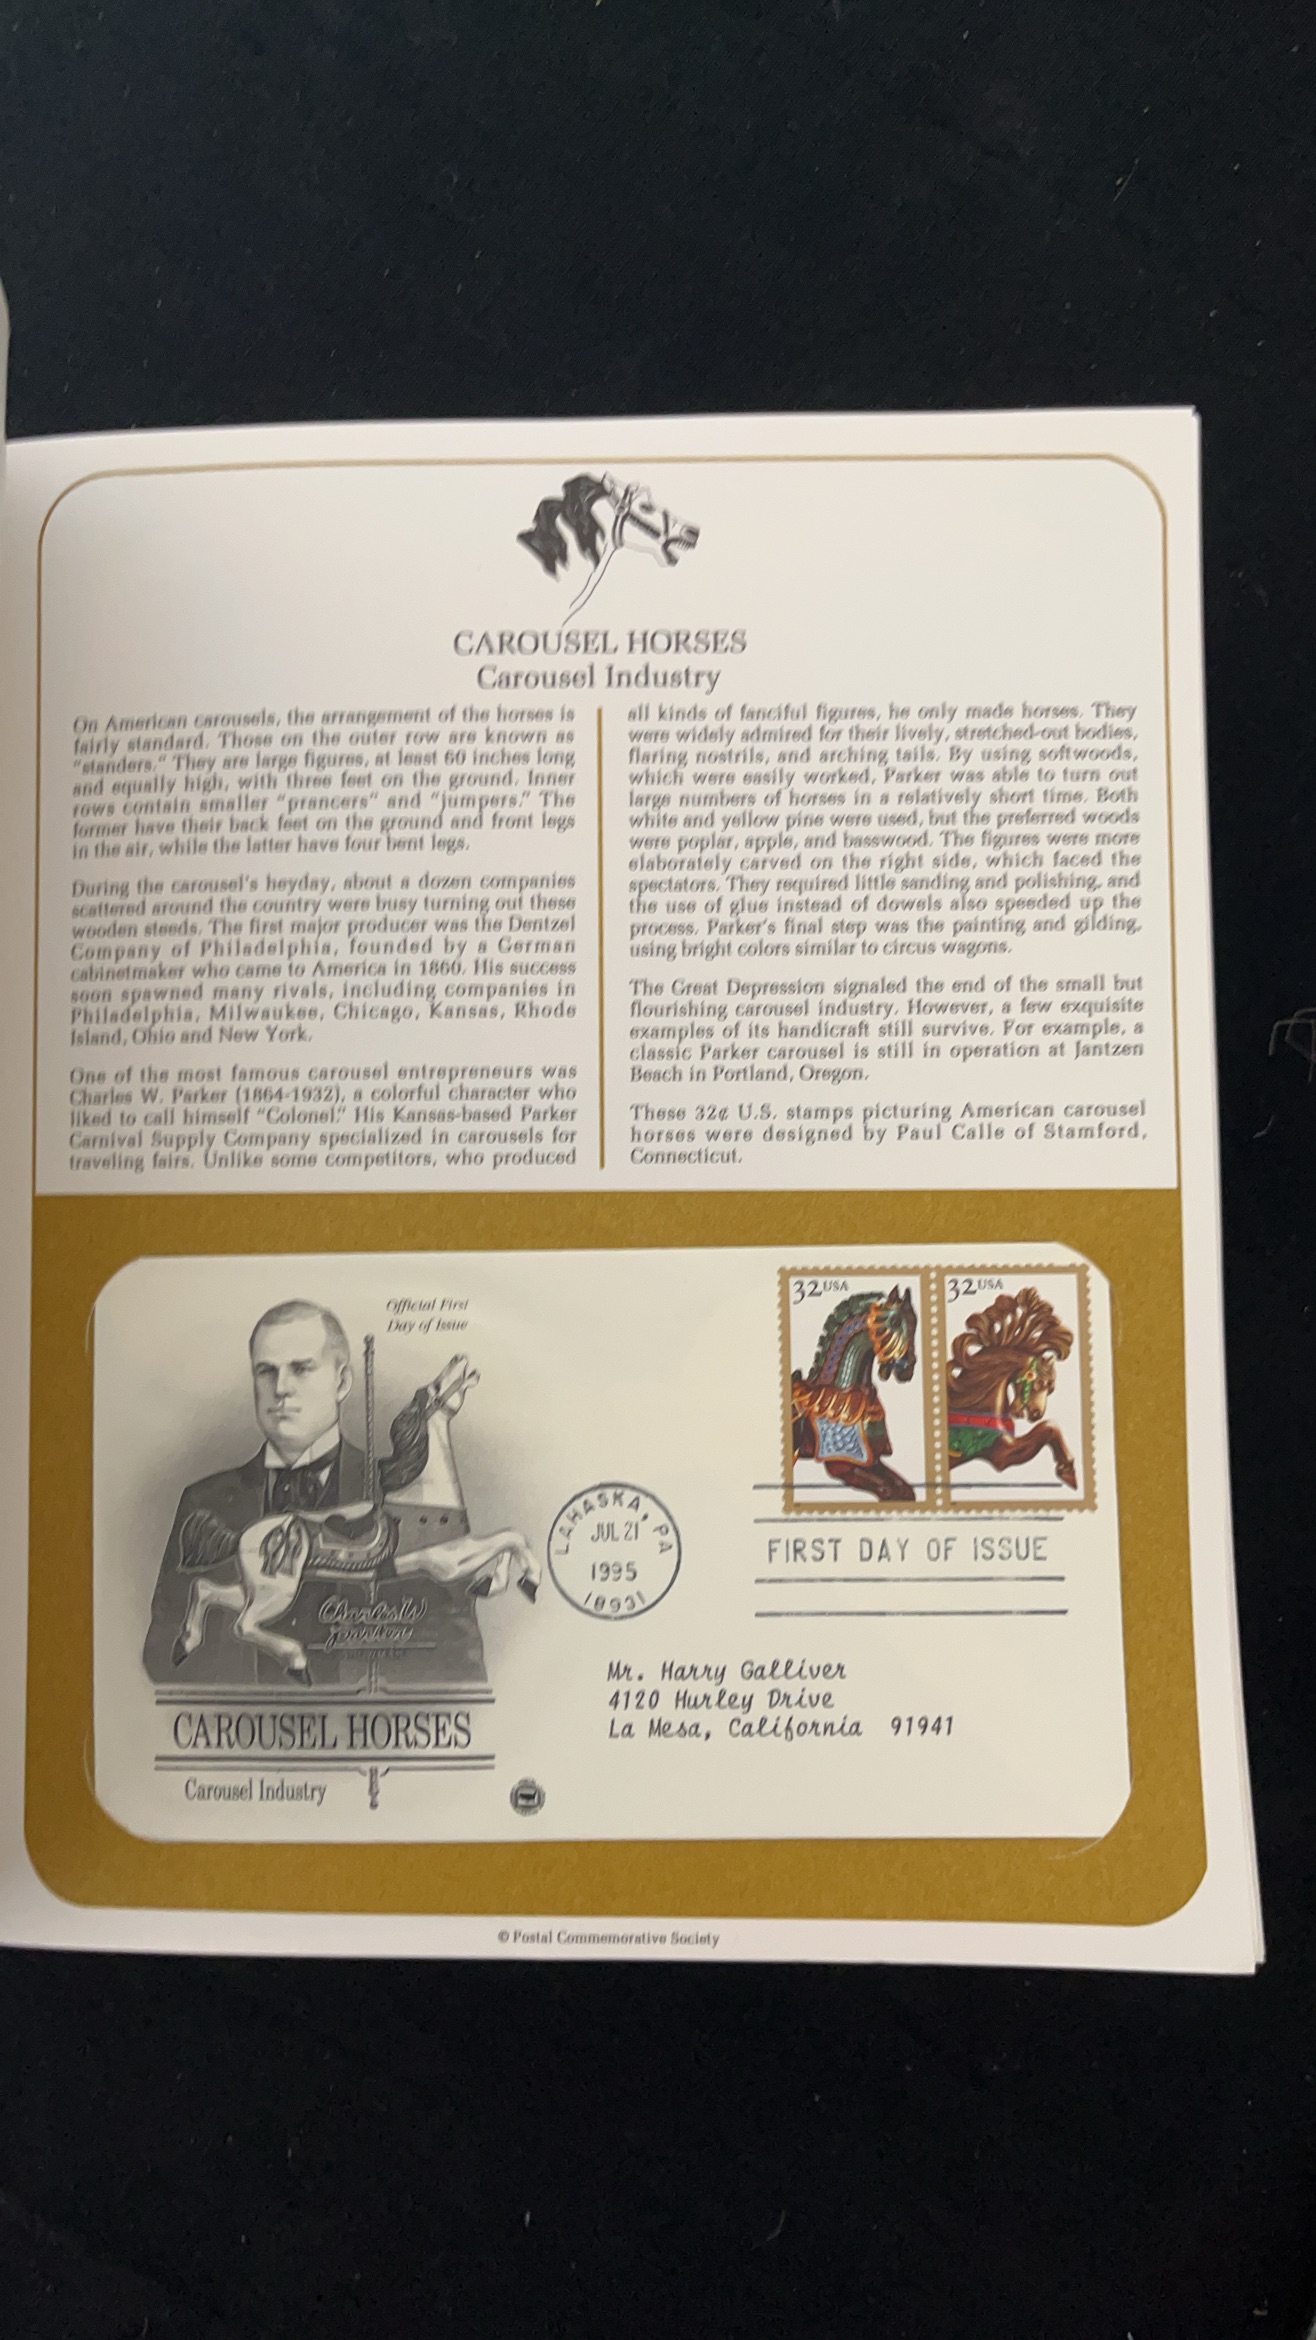 CAROUSEL HORSES
Carousel Industry
On American carousels, the arrangement of the horses is
fairly standard. Those on the outer row are known as
"standers." They are large figures, at least 60 inches long
and equally high, with three feet on the ground. Inner
rows contain smaller "prancers" and "jumpers." The
former have their back feet on the ground and front legs
in the air, while the latter have four bent legs.
During the carousel's heyday, about a dozen companies
scattered around the country were busy turning out these
wooden steeds. The first major producer was the Dentzel
Company of Philadelphia, founded by a German
cabinetmaker who came to America in 1860. His success
soon spawned many rivals, including companies in
Philadelphia, Milwaukee, Chicago, Kansas, Rhode
Island, Ohio and New York.
One of the most famous carousel entrepreneurs was
Charles W. Parker (1864-1932), a colorful character who
liked to call himself "Colonel." His Kansas-based Parker
Carnival Supply Company specialized in carousels for
traveling fairs. Unlike some competitors, who produced
all kinds of fanciful figures, he only made horses. They
were widely admired for their lively, stretched-out bodies,
flaring nostrils, and arching tails. By using softwoods,
which were easily worked, Parker was able to turn out
large numbers of horses in a relatively short time. Both
white and yellow pine were used, but the preferred woods
were poplar, apple, and basswood. The figures were more
elaborately carved on the right side, which faced the
spectators. They required little sanding and polishing, and
the use of glue instead of dowels also speeded up the
process. Parker's final step was the painting and gilding,
using bright colors similar to circus wagons.
The Great Depression signaled the end of the small but
flourishing carousel industry. However, a few exquisite
examples of its handicraft still survive. For example, a
classic Parker carousel is still in operation at Jantzen
Beach in Portland, Oregon.
These 32¢ U.S. stamps picturing American carousel
horses were designed by Paul Calle of Stamford,
Connecticut.
Official First
Day of Issue
32 USA
32 USA
LAHASKA, PA
JUL 21
1995
18931
FIRST DAY OF ISSUE
Charles W
Mr. Harry Galliver
4120 Hurley Drive
La Mesa, California 91941
CAROUSEL HORSES
Carousel Industry
© Postal Commemorative Society